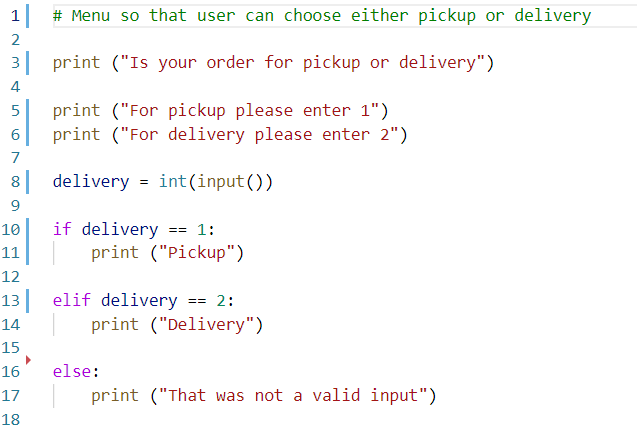 1 # Menu so that user can choose either pickup or delivery
2
3 print ("Is your order for pickup or delivery")
4
5 print ("For pickup please enter 1")
6 print ("For delivery please enter 2")
7
8 delivery = int(input())
9
10 if delivery == 1:
11     print ("Pickup")
12
13 elif delivery == 2:
14     print ("Delivery")
15
16 else:
17     print ("That was not a valid input")
18